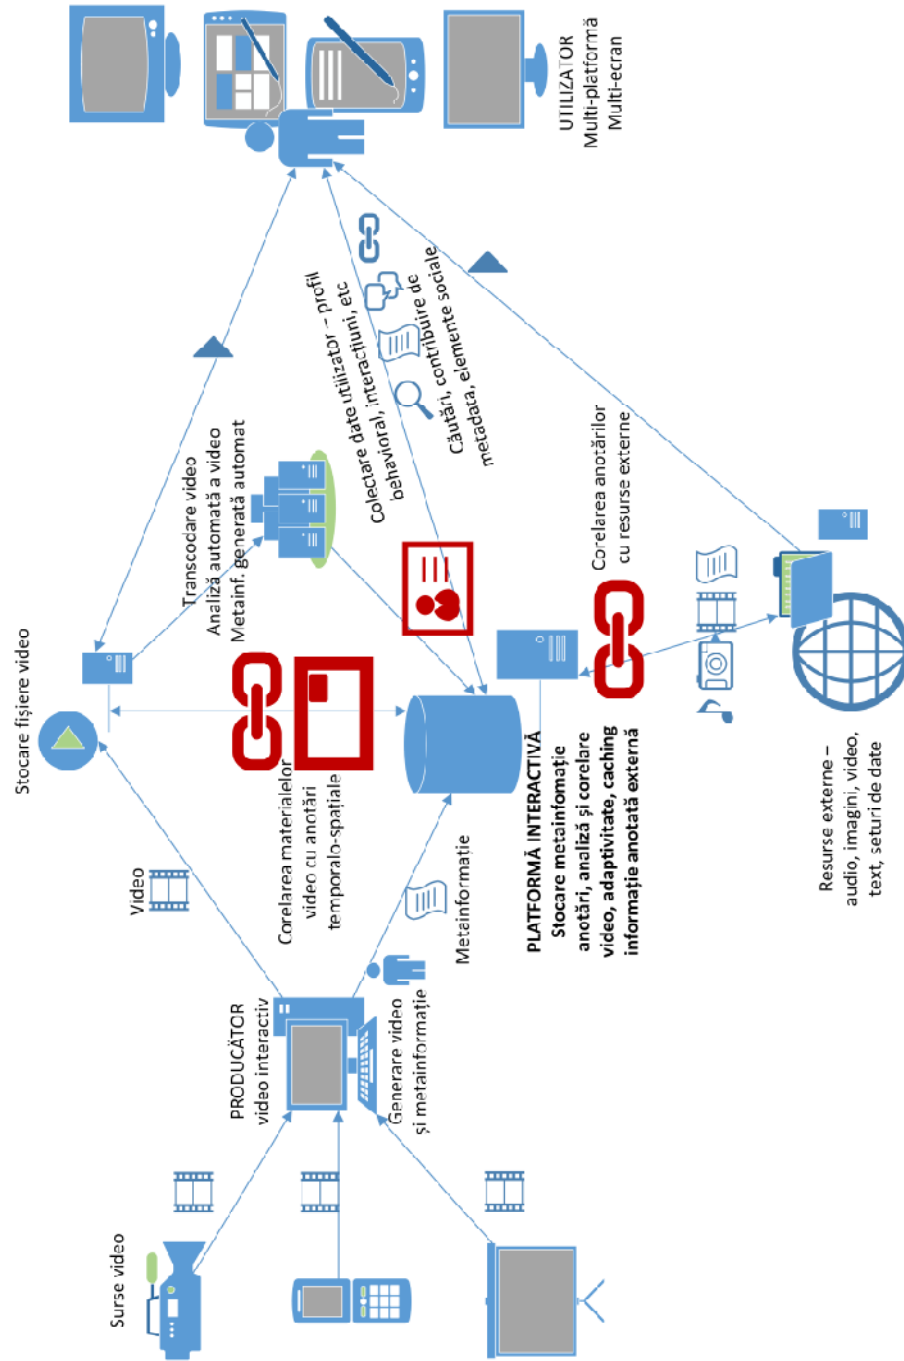 Surse video
PRODUCĂTOR
video interactiv
Generare video
și metainformație
Video
Stocare fișiere video
Corelarea materialelor
video cu anotări
temporalo-spațiale
Metainformație
Transcodare video
Analiză automată a video
Metainf. generată automat
PLATFORMĂ INTERACTIVĂ
Stocare metainfomație
anotări, analiză și corelare
video, adaptivitate, caching
informație anotată externă
Colectare date utilizator – profil
behavioral, interacțiuni, etc
Căutări, contribuire de
metadata, elemente sociale
Corelarea anotărilor
cu resurse externe
Resurse externe –
audio, imagini, video,
text, seturi de date
UTILIZATOR
Multi-platformă
Multi-ecran